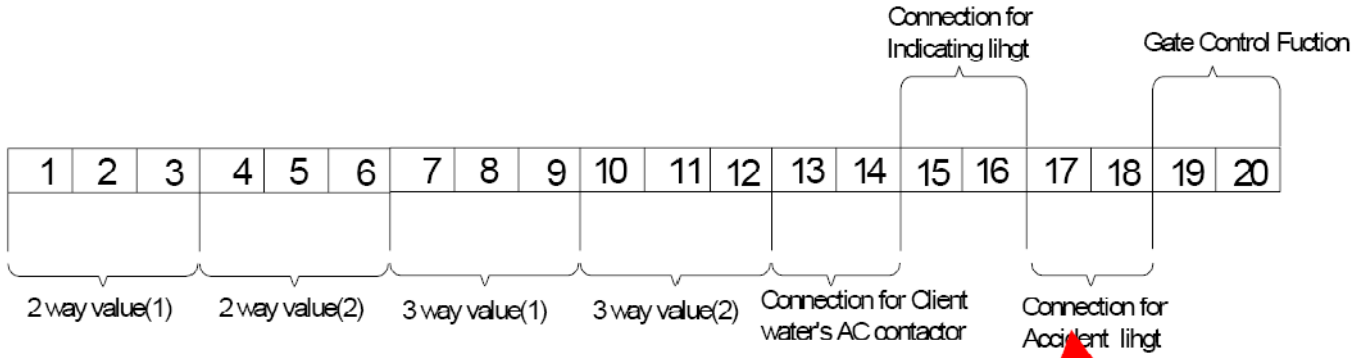 Connection for
Indicating lihgt
Gate Control Fuction
1 2 3 4 5 6 7 8 9 10 11 12 13 14 15 16 17 18 19 20
2 way value(1)
2 way value(2)
3 way value(1)
3 way value(2)
Connection for Client
water's AC contactor
Connection for
Accident lihgt